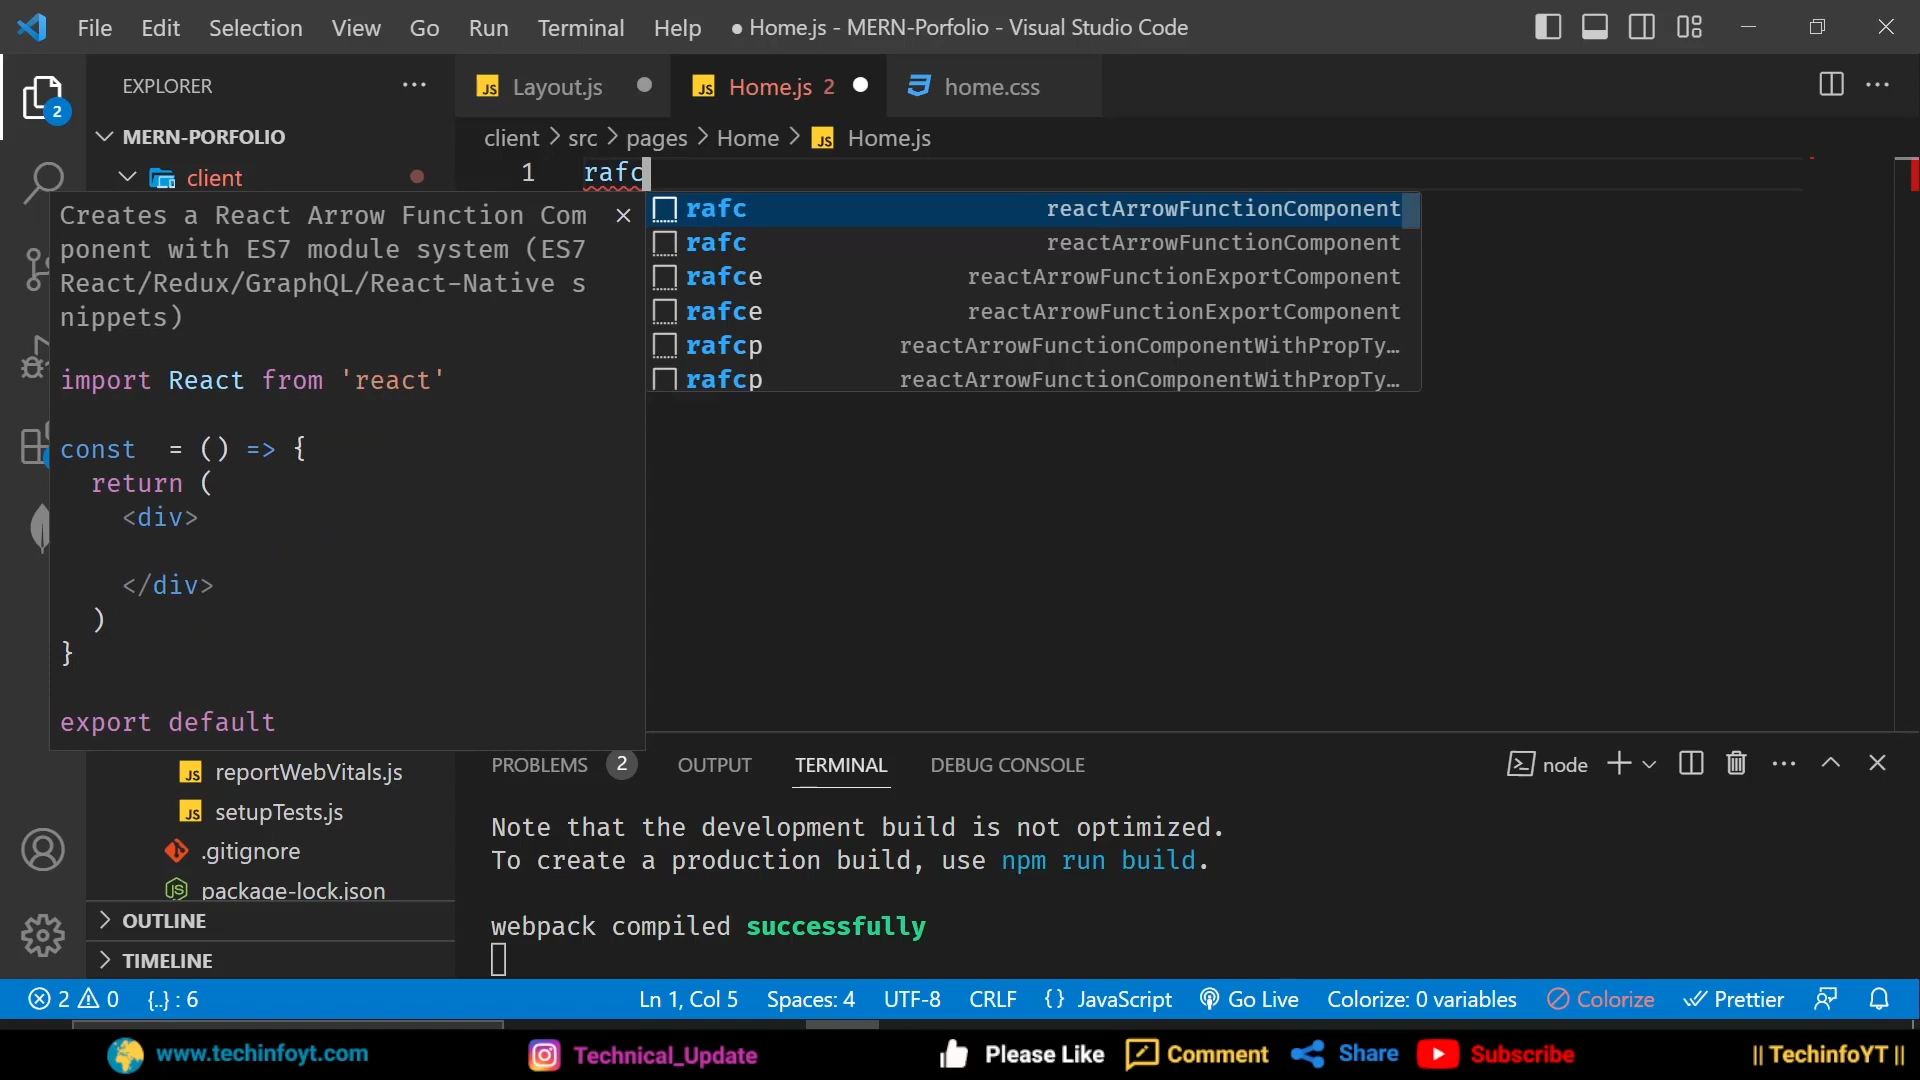 File Edit Selection View Go Run Terminal Help ● Home.js - MERN-Porfolio - Visual Studio Code
EXPLORER
Layout.js
Home.js 2
home.css
2
MERN-PORFOLIO
client > src > pages > Home > Home.js
client
1 rafc
Creates a React Arrow Function Com
ponent with ES7 module system (ES7
React/Redux/GraphQL/React-Native s
nippets)
import React from 'react'
const  = () => {
return (
<div>
</div>
)
}
export default
rafc reactArrowFunctionComponent
rafc reactArrowFunctionComponent
rafce reactArrowFunctionExportComponent
rafce reactArrowFunctionExportComponent
rafcp reactArrowFunctionComponentWithPropTy…
rafcp reactArrowFunctionComponentWithPropTy…
reportWebVitals.js
setupTests.js
.gitignore
package-lock.json
OUTLINE
TIMELINE
PROBLEMS 2 OUTPUT TERMINAL DEBUG CONSOLE
node
Note that the development build is not optimized.
To create a production build, use npm run build.
webpack compiled successfully
2 0 {..} : 6 Ln 1, Col 5 Spaces: 4 UTF-8 CRLF {} JavaScript Go Live Colorize: 0 variables Colorize Prettier
www.techinfoyt.com Technical_Update Please Like Comment Share Subscribe || TechinfoYT ||